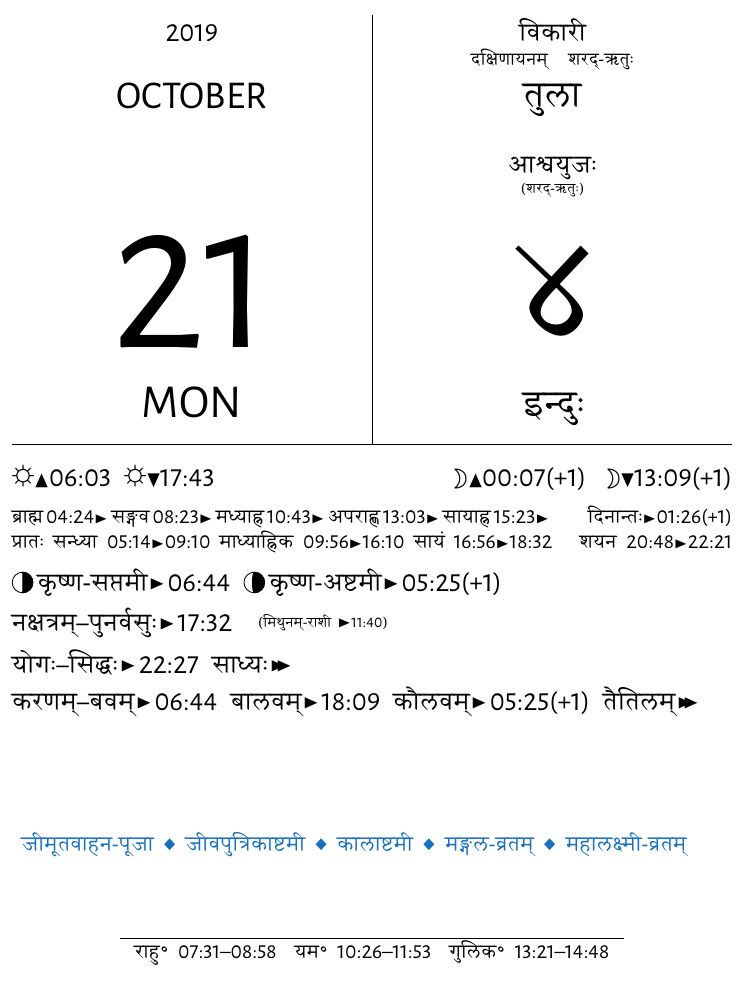 2019
OCTOBER
21
MON
विकारी
दक्षिणायनम् शरद्-ऋतुः
तुला
आश्वयुजः
(शरद्-ऋतुः)
४
इन्दुः
☼▲06:03 ☼▼17:43 ☽▲00:07(+1) ☽▼13:09(+1)
ब्राह्म 04:24► सङ्गव 08:23► मध्याह्न 10:43► अपराह्ण 13:03► सायाह्न 15:23► दिनान्तः►01:26(+1)
प्रातः सन्ध्या 05:14►09:10 माध्याह्निक 09:56►16:10 सायं 16:56►18:32 शयन 20:48►22:21
कृष्ण-सप्तमी► 06:44 कृष्ण-अष्टमी► 05:25(+1)
नक्षत्रम्–पुनर्वसुः►17:32 (मिथुनम्-राशी ►11:40)
योगः–सिद्धः► 22:27 साध्यः►►
करणम्–बवम्► 06:44 बालवम्►18:09 कौलवम्► 05:25(+1) तैतिलम्►►
जीमूतवाहन-पूजा ◆ जीवपुत्रिकाष्टमी ◆ कालाष्टमी ◆ मङ्गल-व्रतम् ◆ महालक्ष्मी-व्रतम्
राहु॰ 07:31–08:58 यम॰ 10:26–11:53 गुलिक॰ 13:21–14:48